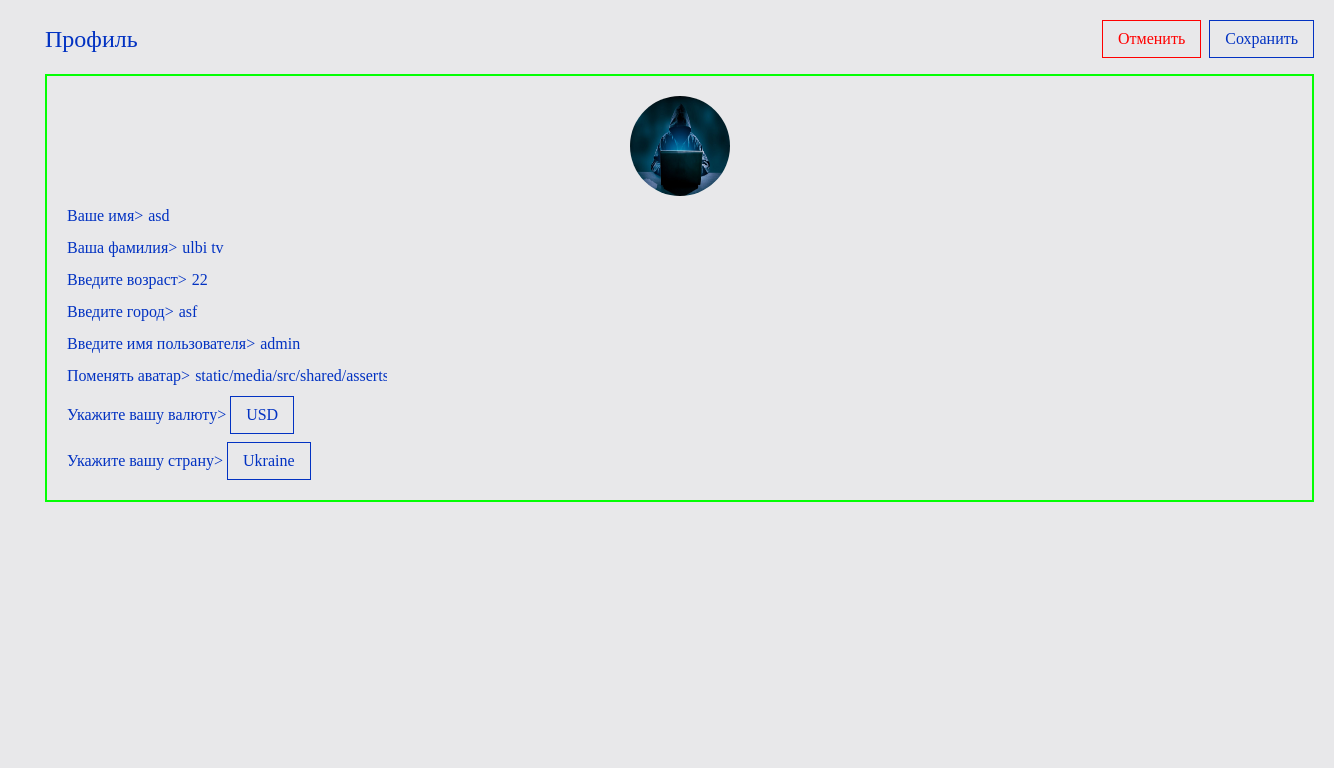 Профиль
Отменить
Сохранить
Ваше имя> asd
Ваша фамилия> ulbi tv
Введите возраст> 22
Введите город> asf
Введите имя пользователя> admin
Поменять аватар> static/media/src/shared/asserts
Укажите вашу валюту> USD
Укажите вашу страну> Ukraine